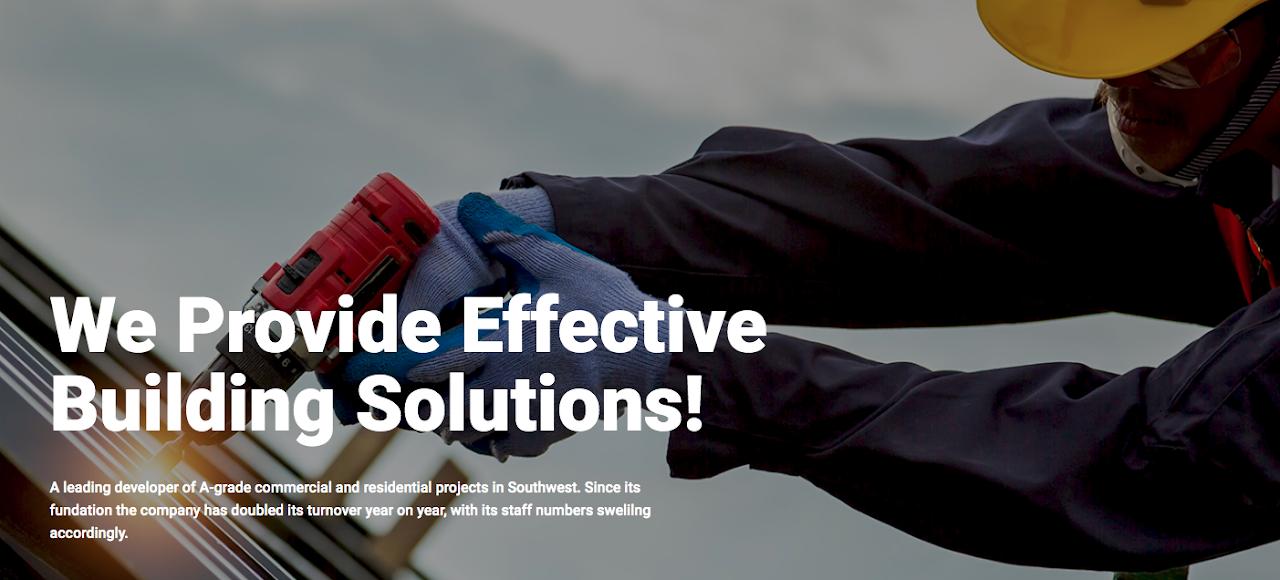 We Provide Effective
Building Solutions!
A leading developer of A-grade commercial and residential projects in Southwest. Since its
fundation the company has doubled its turnover year on year, with its staff numbers swelilng
accordingly.